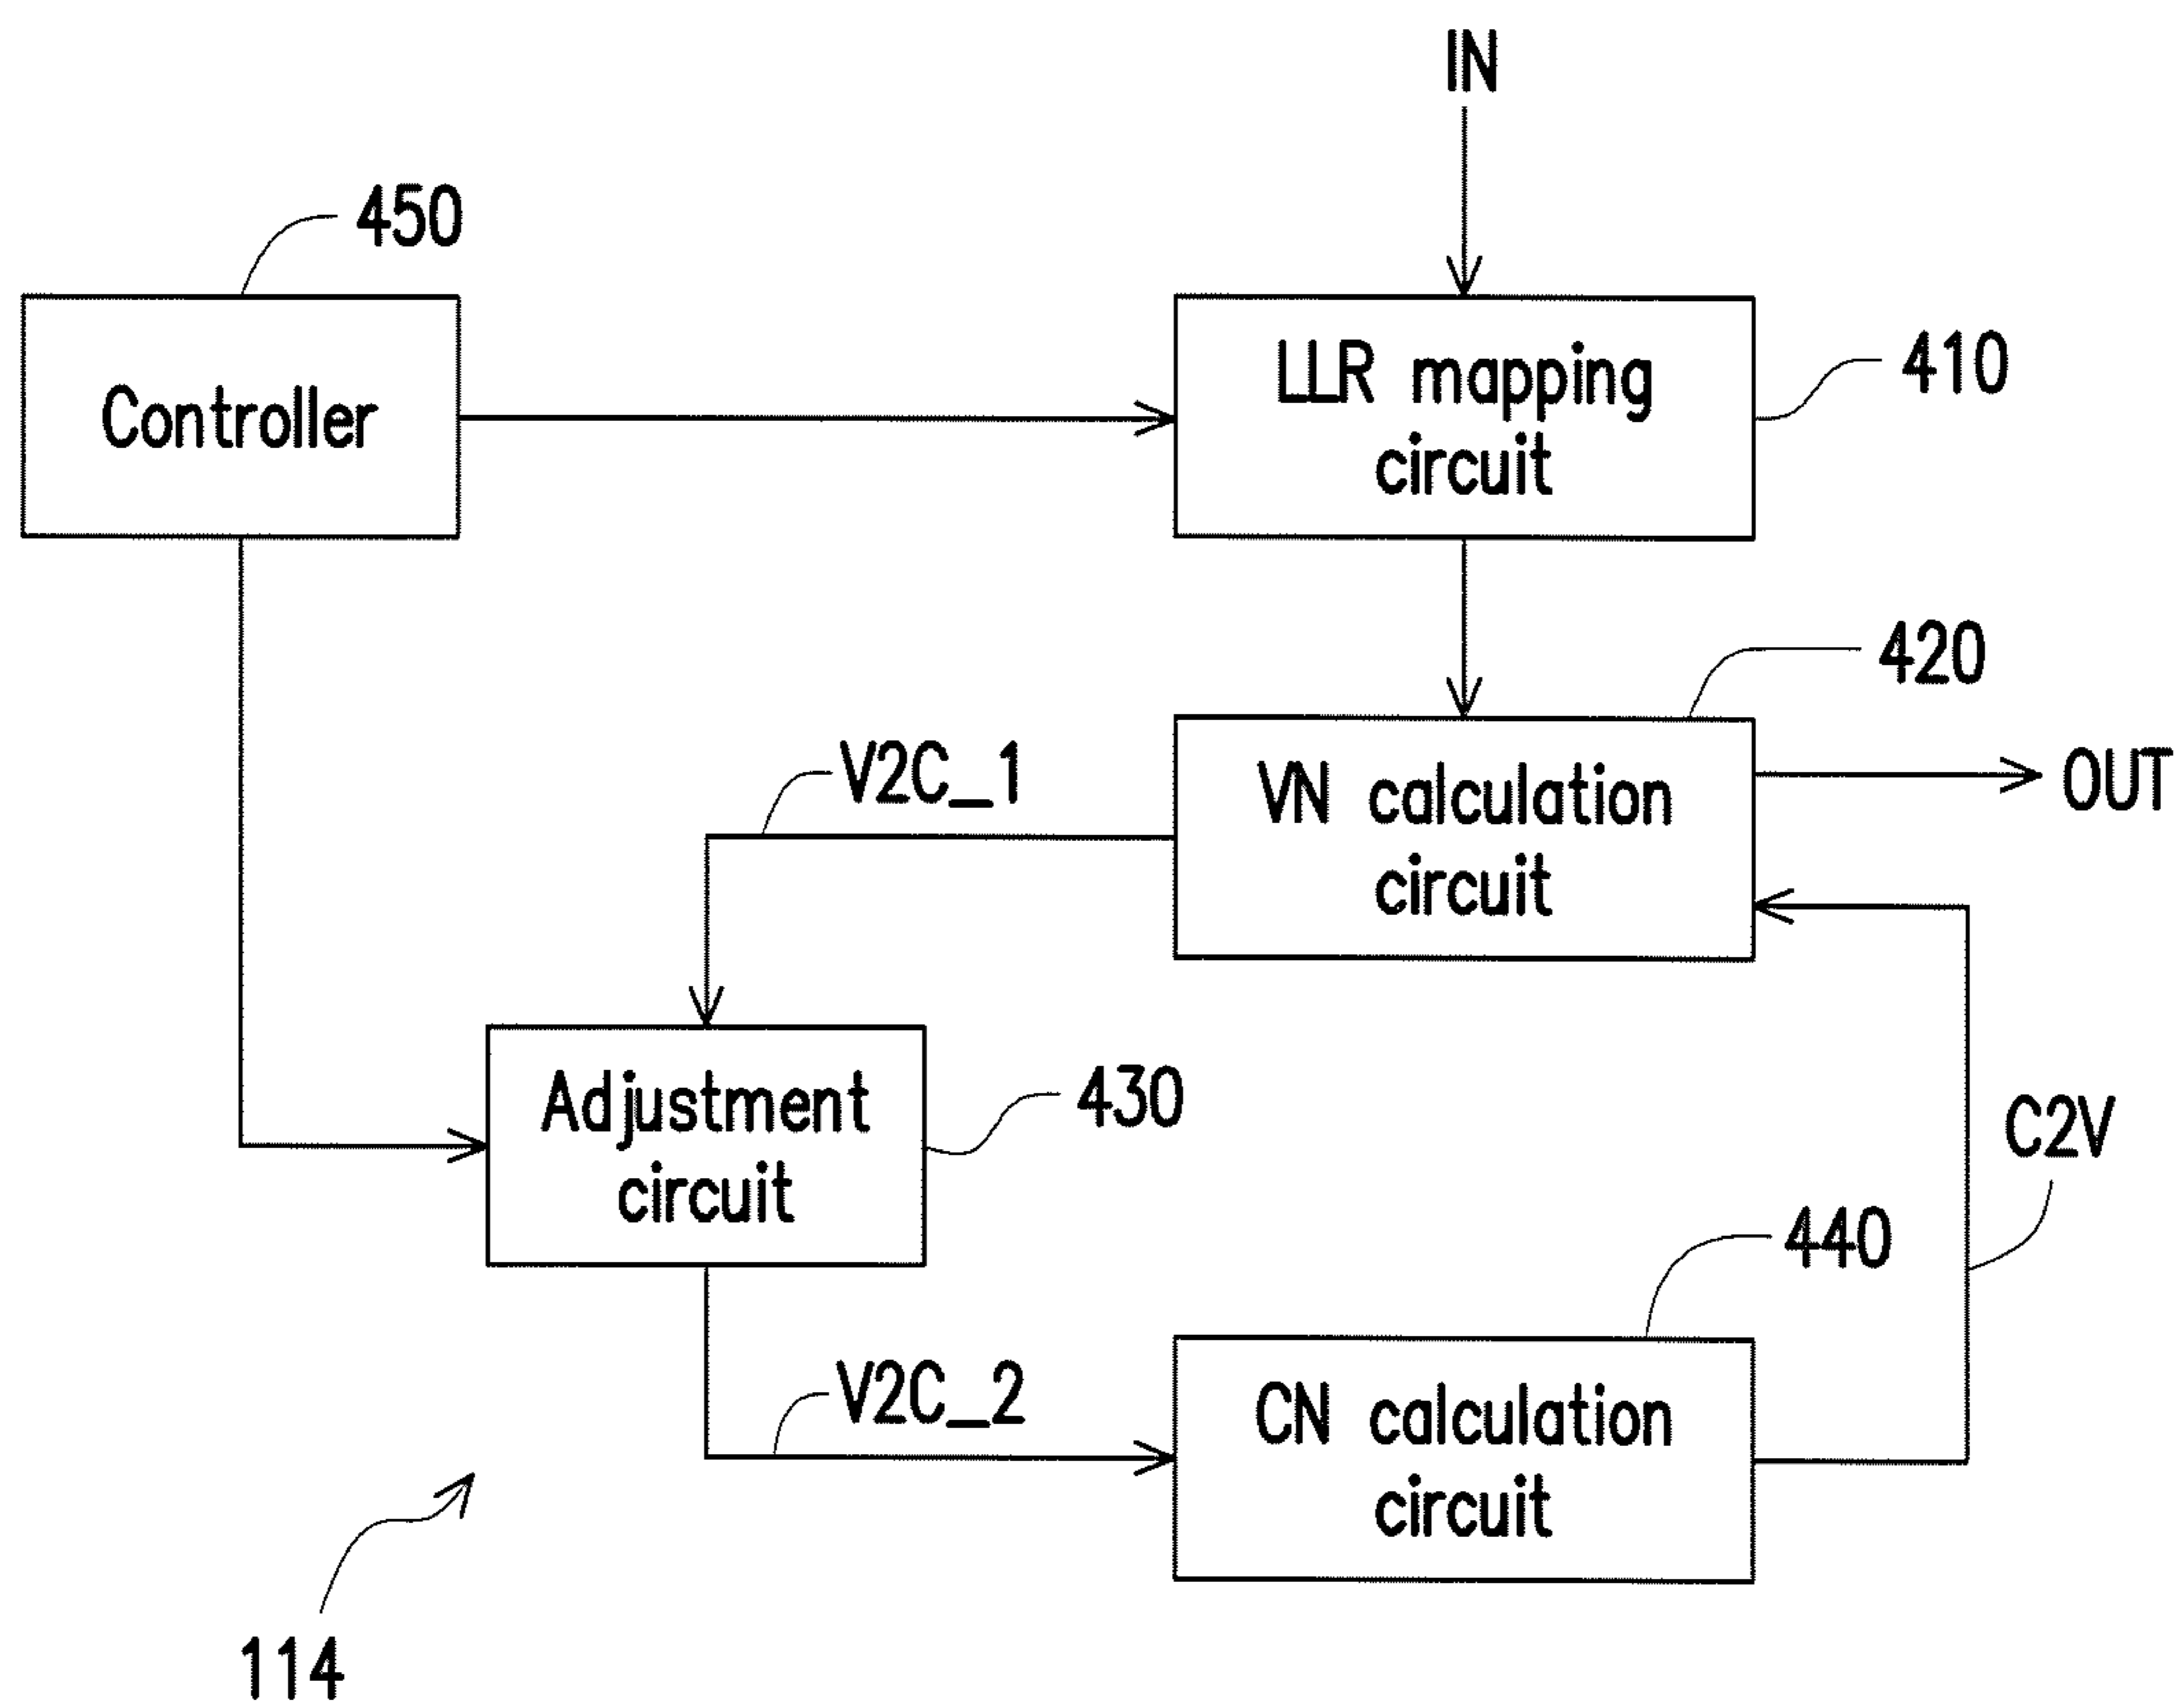 IN
450
Controller
LLR mapping
circuit
410
420
V2C_1
VN calculation
circuit
OUT
Adjustment
circuit
430
C2V
440
V2C_2
CN calculation
circuit
114